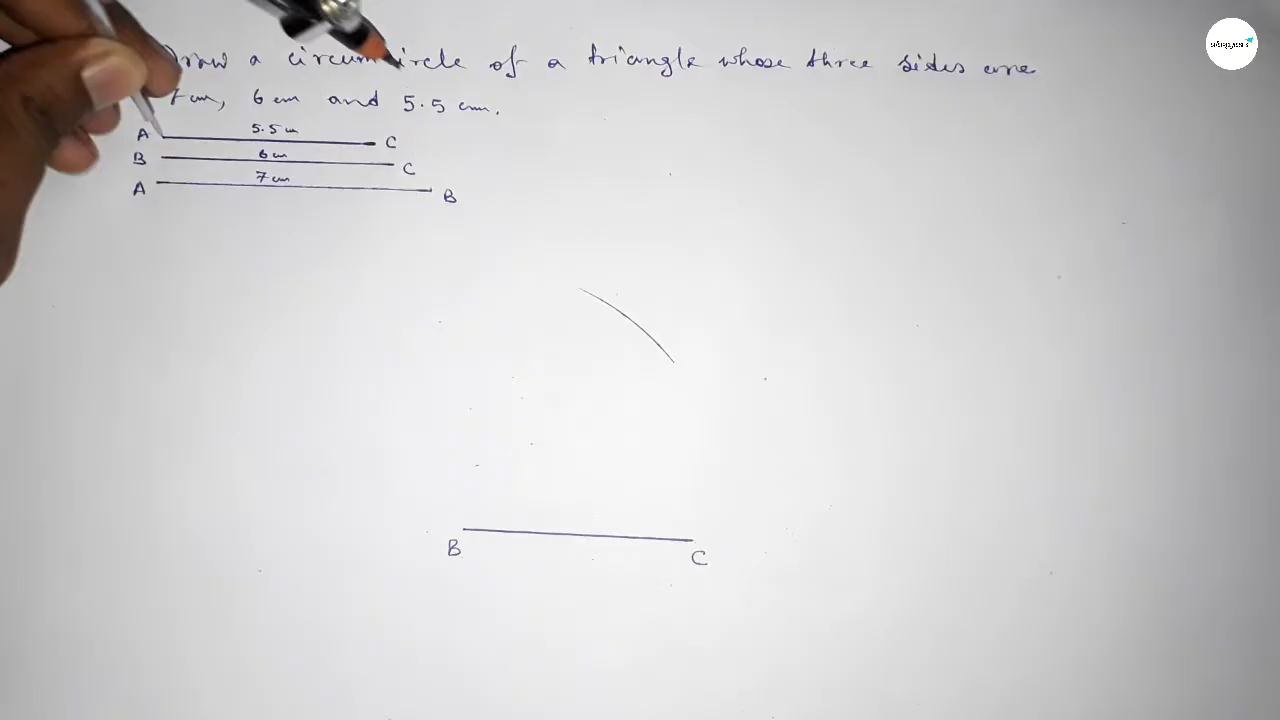 Draw a circumcircle of a triangle whose three sides are
7 cm, 6 cm and 5.5 cm.
A 5.5 cm C
B 6 cm C
A 7 cm B
B C